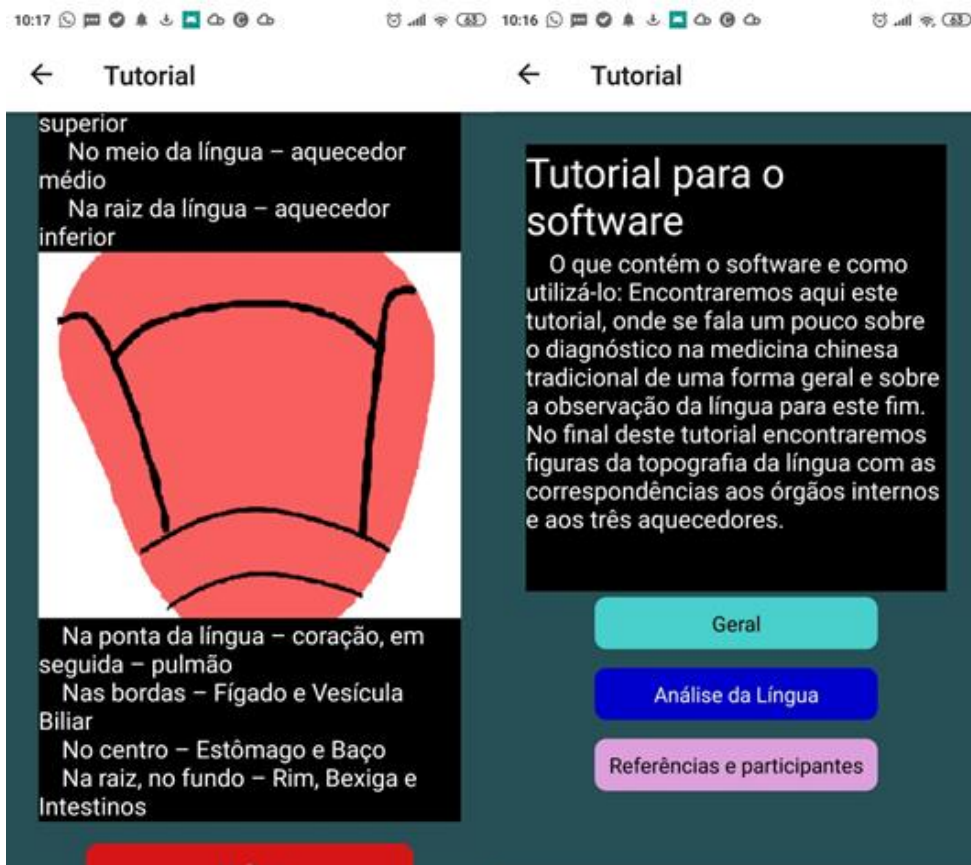 10:17
63
Tutorial
superior
No meio da língua – aquecedor
médio
Na raiz da língua – aquecedor
inferior
Na ponta da língua – coração, em
seguida – pulmão
Nas bordas – Fígado e Vesícula
Biliar
No centro – Estômago e Baço
Na raiz, no fundo – Rim, Bexiga e
Intestinos
10:16
63
Tutorial
Tutorial para o
software
O que contém o software e como
utilizá-lo: Encontraremos aqui este
tutorial, onde se fala um pouco sobre
o diagnóstico na medicina chinesa
tradicional de uma forma geral e sobre
a observação da língua para este fim.
No final deste tutorial encontraremos
figuras da topografia da língua com as
correspondências aos órgãos internos
e aos três aquecedores.
Geral
Análise da Língua
Referências e participantes